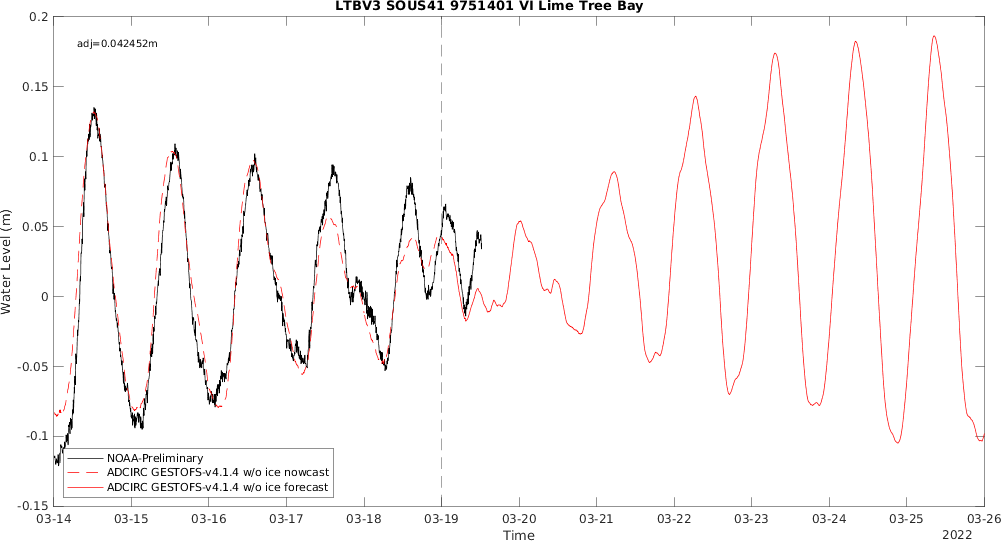 LTBV3 SOUS41 9751401 VI Lime Tree Bay
adj=0.042452m
0.2
0.15
0.1
0.05
0
-0.05
-0.1
-0.15
Water Level (m)
NOAA-Preliminary
ADCIRC GESTOFS-v4.1.4 w/o ice nowcast
ADCIRC GESTOFS-v4.1.4 w/o ice forecast
03-14 03-15 03-16 03-17 03-18 03-19 03-20 03-21 03-22 03-23 03-24 03-25 03-26
Time
2022